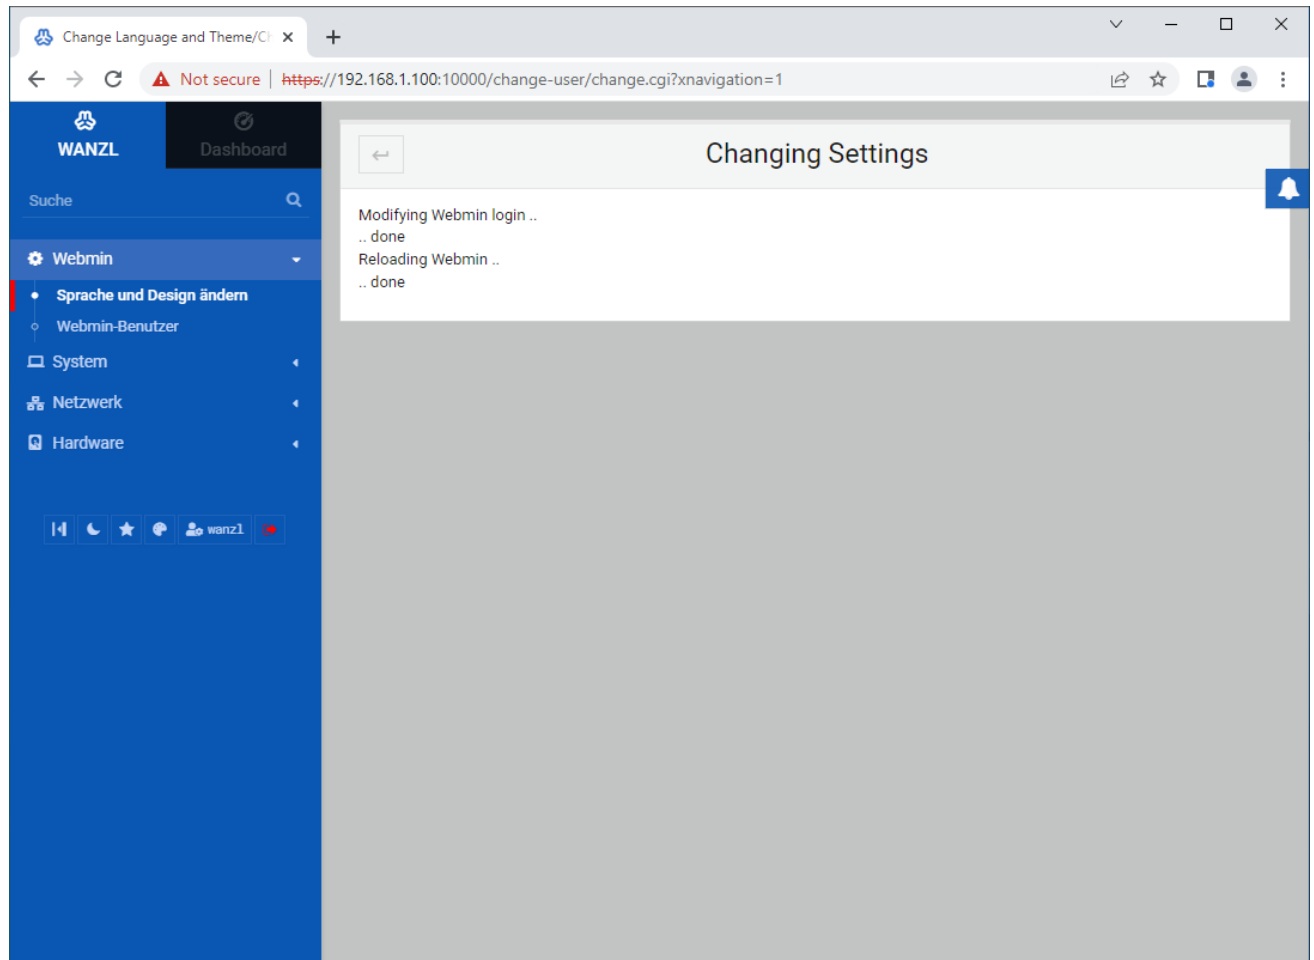 Change Language and Theme/Ch
Not secure
https://192.168.1.100:10000/change-user/change.cgi?xnavigation=1
WANZL
Dashboard
Suche
Webmin
Sprache und Design ändern
Webmin-Benutzer
System
Netzwerk
Hardware
wanzl
Changing Settings
Modifying Webmin login ..
.. done
Reloading Webmin ..
.. done